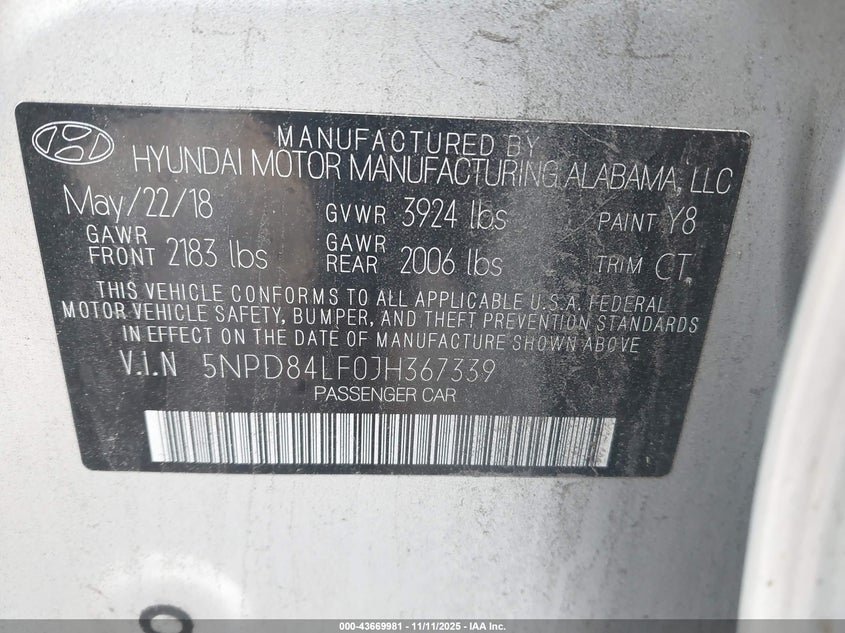 MANUFACTURED BY
HYUNDAI MOTOR MANUFACTURING ALABAMA, LLC
May/22/18 GVWR 3924 lbs PAINT Y8
GAWR FRONT 2183 lbs GAWR REAR 2006 lbs TRIM CT
THIS VEHICLE CONFORMS TO ALL APPLICABLE U.S.A. FEDERAL
MOTOR VEHICLE SAFETY, BUMPER, AND THEFT PREVENTION STANDARDS
IN EFFECT ON THE DATE OF MANUFACTURE SHOWN ABOVE
V.i.N 5NPD84LF0JH367339
PASSENGER CAR
000-43669981 - 11/11/2025 - IAA Inc.